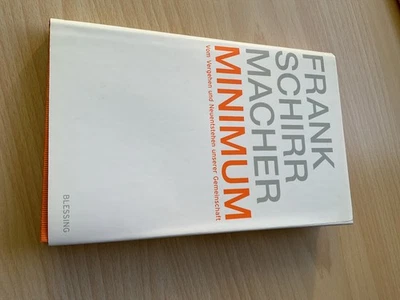 FRANK
SCHIRR
MACHER
MINIMUM
Vom Vergehen und Neuentstehen unserer Gemeinschaft
BLESSING